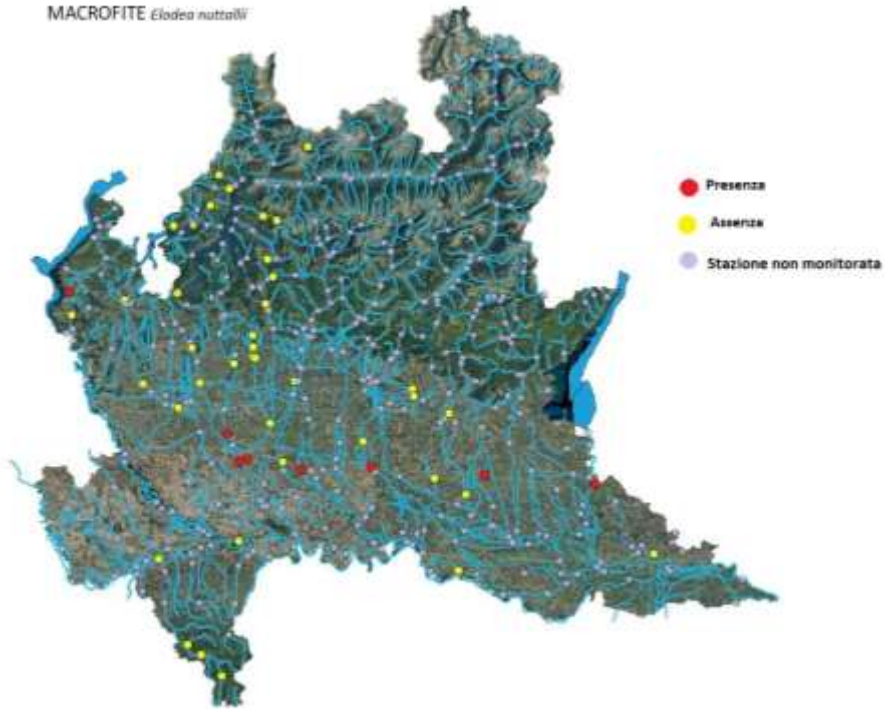 MACROFITE Elodea nuttallii
Presenza
Assenza
Stazione non monitorata